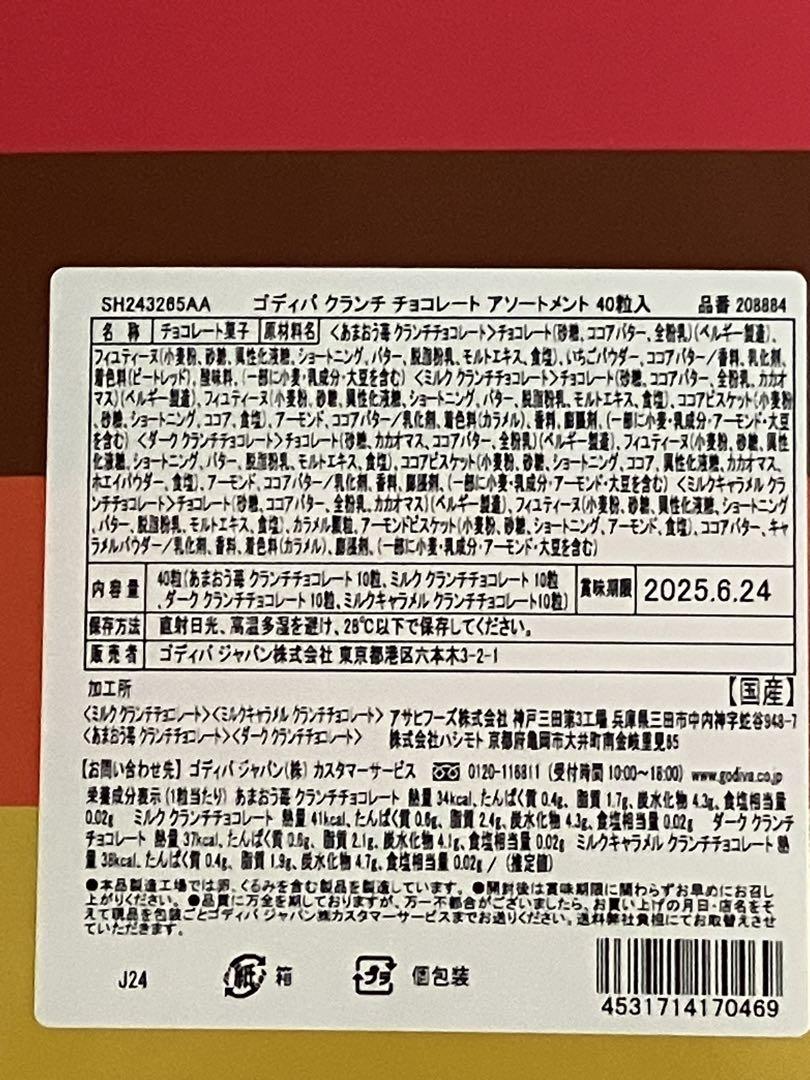 SH243265AA ゴディバ クランチ チョコレート アソートメント 40粒入 品番 208884
名 称 チョコレート菓子 原材料名 〈あまおう苺 クランチチョコレート〉チョコレート(砂糖、ココアバター、全粉乳)(ベルギー製造)、
フィユティーヌ(小麦粉、砂糖、異性化液糖、ショートニング、バター、脱脂粉乳、モルトエキス、食塩)、いちごパウダー、ココアバター/香料、乳化剤、
着色料(ビートレッド)、酸味料、(一部に小麦・乳成分・大豆を含む) 〈ミルク クランチチョコレート〉チョコレート(砂糖、ココアバター、全粉乳、カカオ
マス)(ベルギー製造)、フィユティーヌ(小麦粉、砂糖、異性化液糖、ショートニング、バター、脱脂粉乳、モルトエキス、食塩)、ココアビスケット(小麦粉
、砂糖、ショートニング、ココア、食塩)、アーモンド、ココアバター/乳化剤、着色料(カラメル)、香料、膨脹剤、(一部に小麦・乳成分・アーモンド・大豆
を含む) 〈ダーク クランチチョコレート〉チョコレート(砂糖、カカオマス、ココアバター、全粉乳)(ベルギー製造)、フィユティーヌ(小麦粉、砂糖、異性
化液糖、ショートニング、バター、脱脂粉乳、モルトエキス、食塩)、ココアビスケット(小麦粉、砂糖、ショートニング、ココア、異性化液糖、カカオマス、
ホエイパウダー、食塩)、アーモンド、ココアバター/乳化剤、香料、膨脹剤、(一部に小麦・乳成分・アーモンド・大豆を含む) 〈ミルクキャラメル クラ
ンチチョコレート〉チョコレート(砂糖、ココアバター、全粉乳、カカオマス)(ベルギー製造)、フィユティーヌ(小麦粉、砂糖、異性化液糖、ショートニング
、バター、脱脂粉乳、モルトエキス、食塩)、カラメル顆粒、アーモンドビスケット(小麦粉、砂糖、ショートニング、アーモンド、食塩)、ココアバター、キャ
ラメルパウダー/乳化剤、香料、着色料(カラメル)、膨脹剤、(一部に小麦・乳成分・アーモンド・大豆を含む)
内 容 量 40粒(あまおう苺 クランチチョコレート 10粒、ミルク クランチチョコレート 10粒
、ダーク クランチチョコレート 10粒、ミルクキャラメル クランチチョコレート10粒) 賞味期限 2025.6.24
保存方法 直射日光、高温多湿を避け、28℃以下で保存してください。
販 売 者 ゴディバ ジャパン株式会社 東京都港区六本木3-2-1
加工所 【国産】
〈ミルク クランチチョコレート〉〈ミルクキャラメル クランチチョコレート〉 アサヒフーズ株式会社 神戸三田第3工場 兵庫県三田市中内神字蛇谷948-7
〈あまおう苺 クランチチョコレート〉〈ダーク クランチチョコレート〉 株式会社ハシモト 京都府亀岡市大井町南金岐里見65
【お問い合わせ先】 ゴディバ ジャパン(株) カスタマーサービス 0120-116811 (受付時間 10:00~18:00) www.godiva.co.jp
栄養成分表示 (1粒当たり) あまおう苺 クランチチョコレート 熱量 34kcal、たんぱく質 0.4g、脂質 1.7g、炭水化物 4.3g、食塩相当量
0.02g ミルク クランチチョコレート 熱量 41kcal、たんぱく質 0.6g、脂質 2.4g、炭水化物 4.3g、食塩相当量 0.02g ダーク クランチ
チョコレート 熱量 37kcal、たんぱく質 0.6g、脂質 2.1g、炭水化物 4.1g、食塩相当量 0.02g ミルクキャラメル クランチチョコレート 熱
量 38kcal、たんぱく質 0.4g、脂質 1.9g、炭水化物 4.7g、食塩相当量 0.02g / (推定値)
●本品製造工場では卵、くるみを含む製品を製造しています。 ●開封後は賞味期限に関わらずお早めにお召し
上がりください。 ●品質に万全を期しておりますが、万一不都合がございましたら、お買い上げの月日・店名をそ
えて現品を包装ごとゴディバ ジャパン㈱カスタマーサービスまでお送りください。送料弊社負担にてお取替えさせ
ていただきます。
J24 紙 箱 プラ 個包装
4531714170469